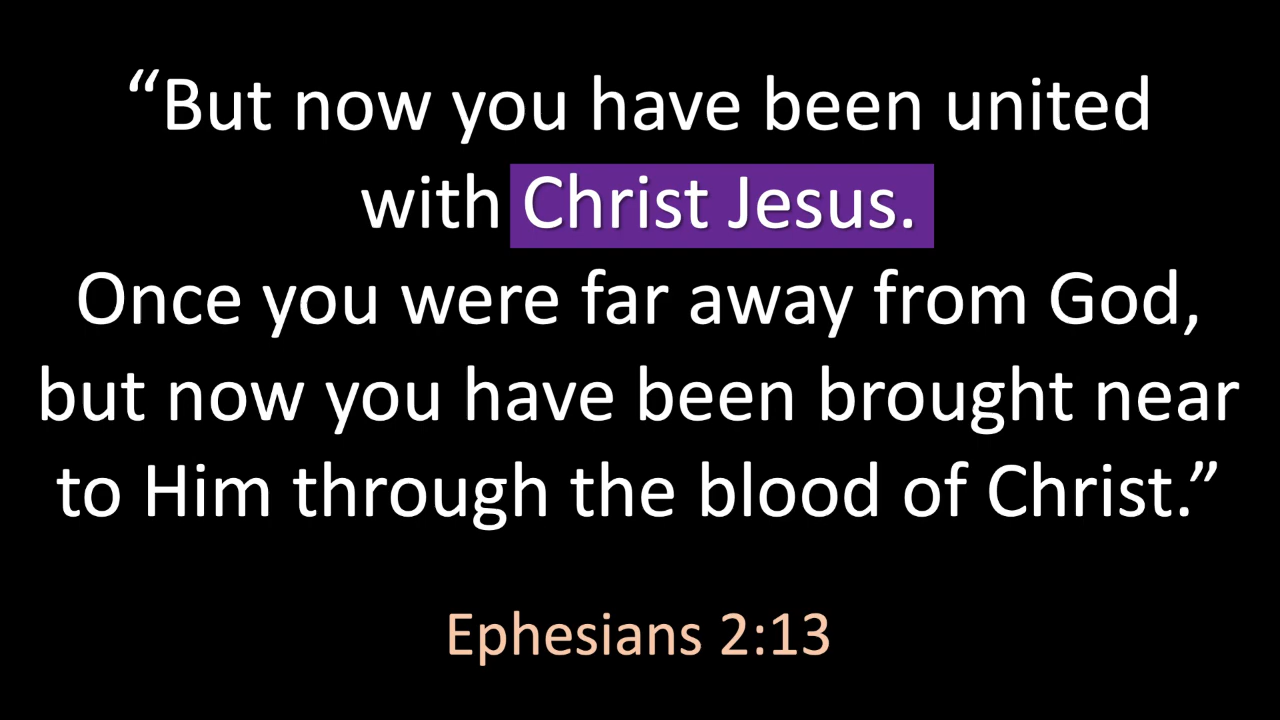 “But now you have been united
with Christ Jesus.
Once you were far away from God,
but now you have been brought near
to Him through the blood of Christ.”
Ephesians 2:13